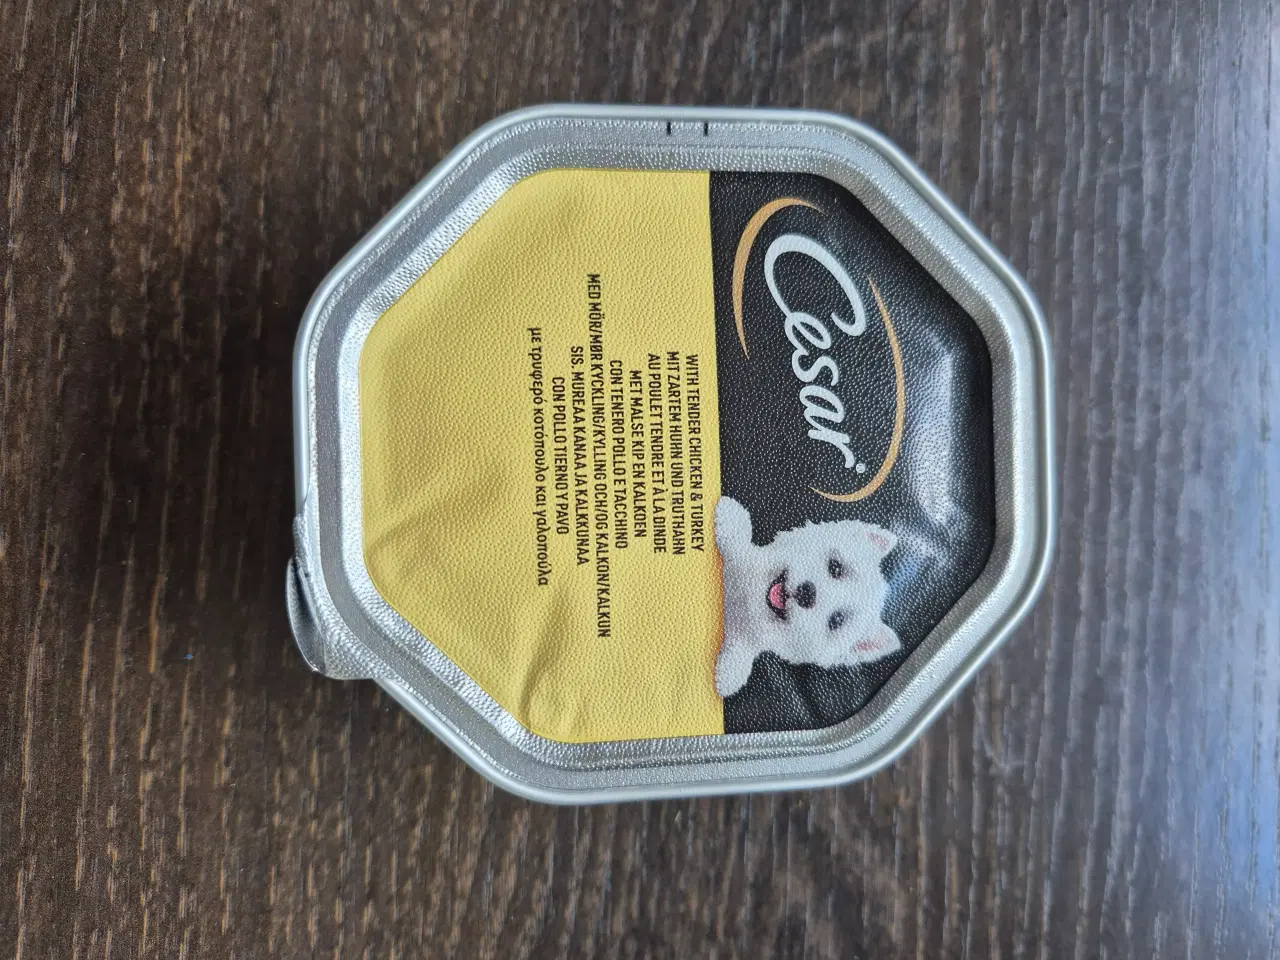 Cesar®
WITH TENDER CHICKEN & TURKEY
MIT ZARTEM HUHN UND TRUTHAHN
AU POULET TENDRE ET À LA DINDE
MET MALSE KIP EN KALKOEN
CON TENERO POLLO E TACCHINO
MED MÖR/MØR KYCKLING/KYLLING OCH/OG KALKON/KALKUN
SIS. MUREAA KANAA JA KALKKUNAA
CON POLLO TIERNO Y PAVO
με τρυφερό κοτόπουλο και γαλοπούλα